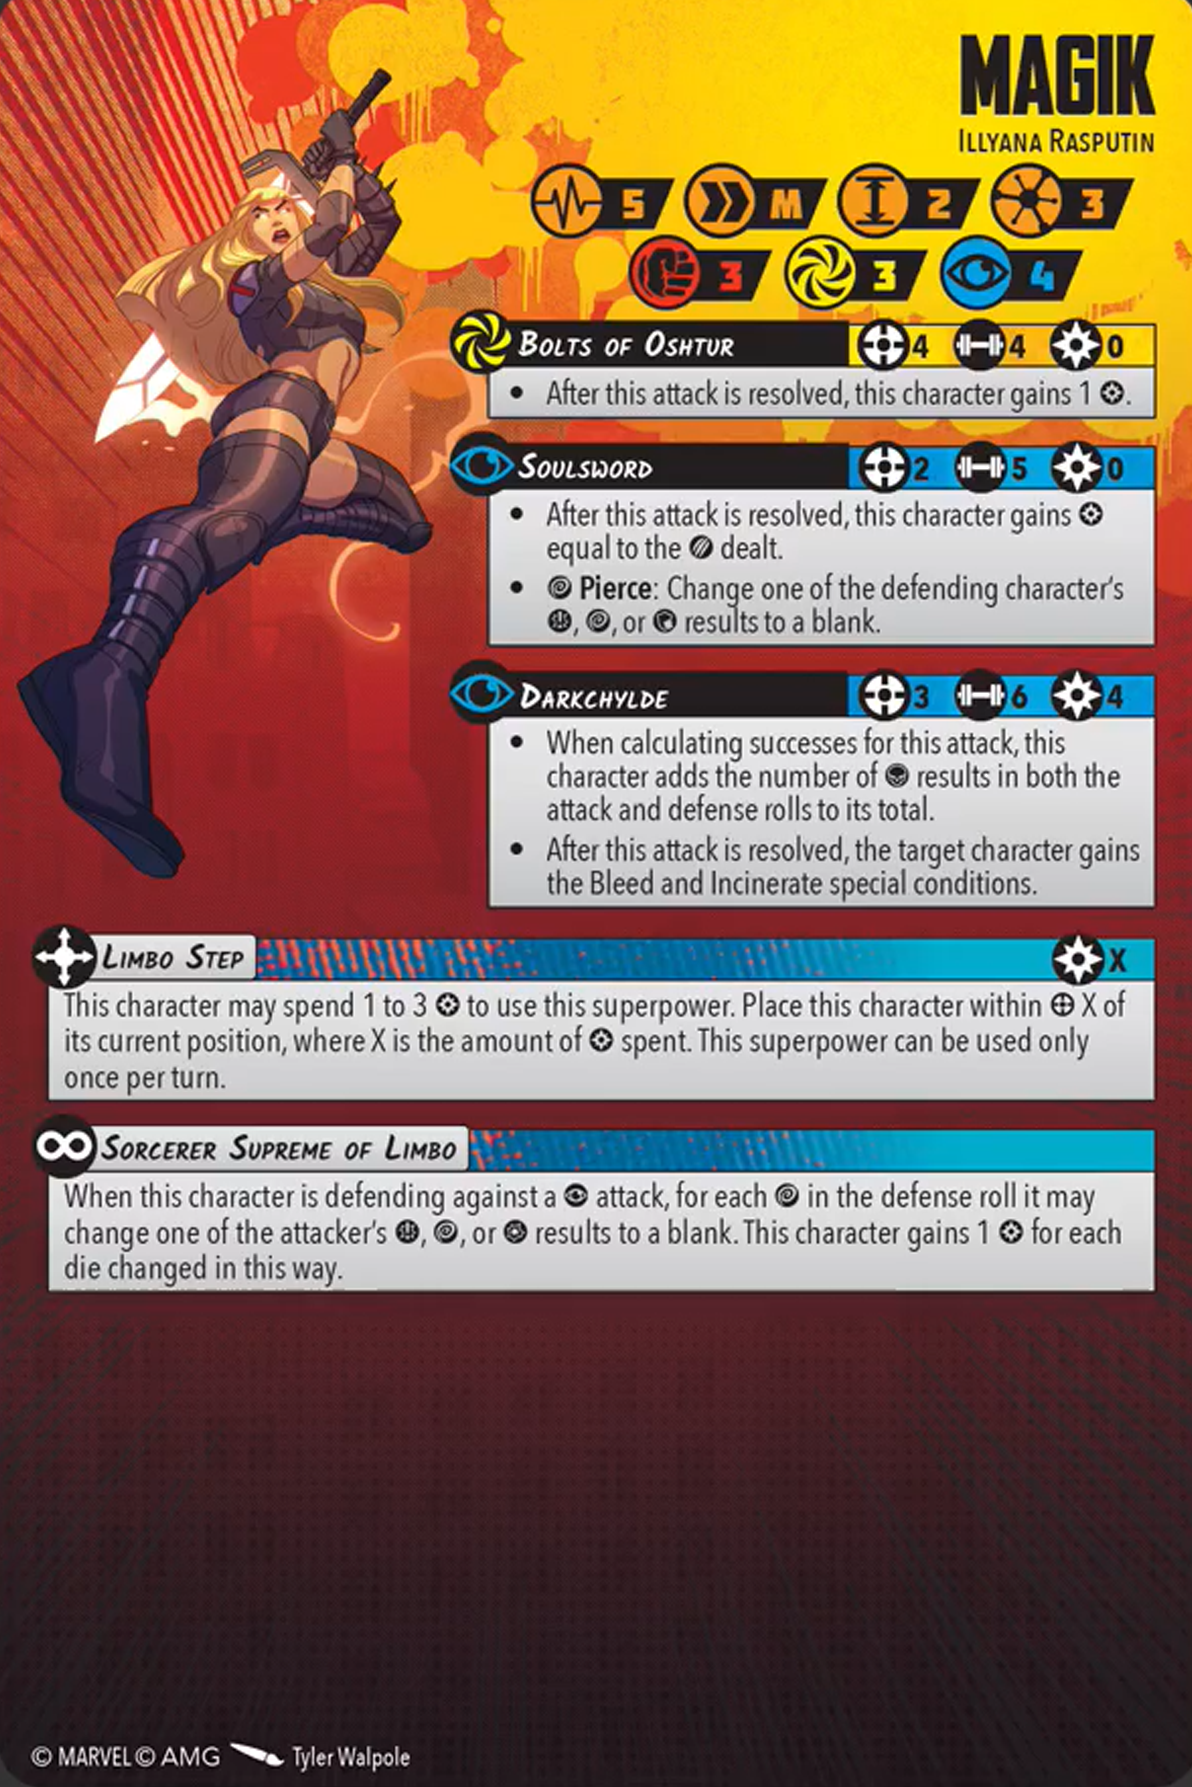 MAGIK
ILLYANA RASPUTIN
5 M 2 3
3 3 4
BOLTS OF OSHTUR 4 4 0
• After this attack is resolved, this character gains 1 .
SOULSWORD 2 5 0
• After this attack is resolved, this character gains
equal to the dealt.
• Pierce: Change one of the defending character's
, , or results to a blank.
DARKCHYLDE 3 6 4
• When calculating successes for this attack, this
character adds the number of results in both the
attack and defense rolls to its total.
• After this attack is resolved, the target character gains
the Bleed and Incinerate special conditions.
LIMBO STEP X
This character may spend 1 to 3 to use this superpower. Place this character within X of
its current position, where X is the amount of spent. This superpower can be used only
once per turn.
SORCERER SUPREME OF LIMBO
When this character is defending against a attack, for each in the defense roll it may
change one of the attacker's , , or results to a blank. This character gains 1 for each
die changed in this way.
© MARVEL © AMG Tyler Walpole